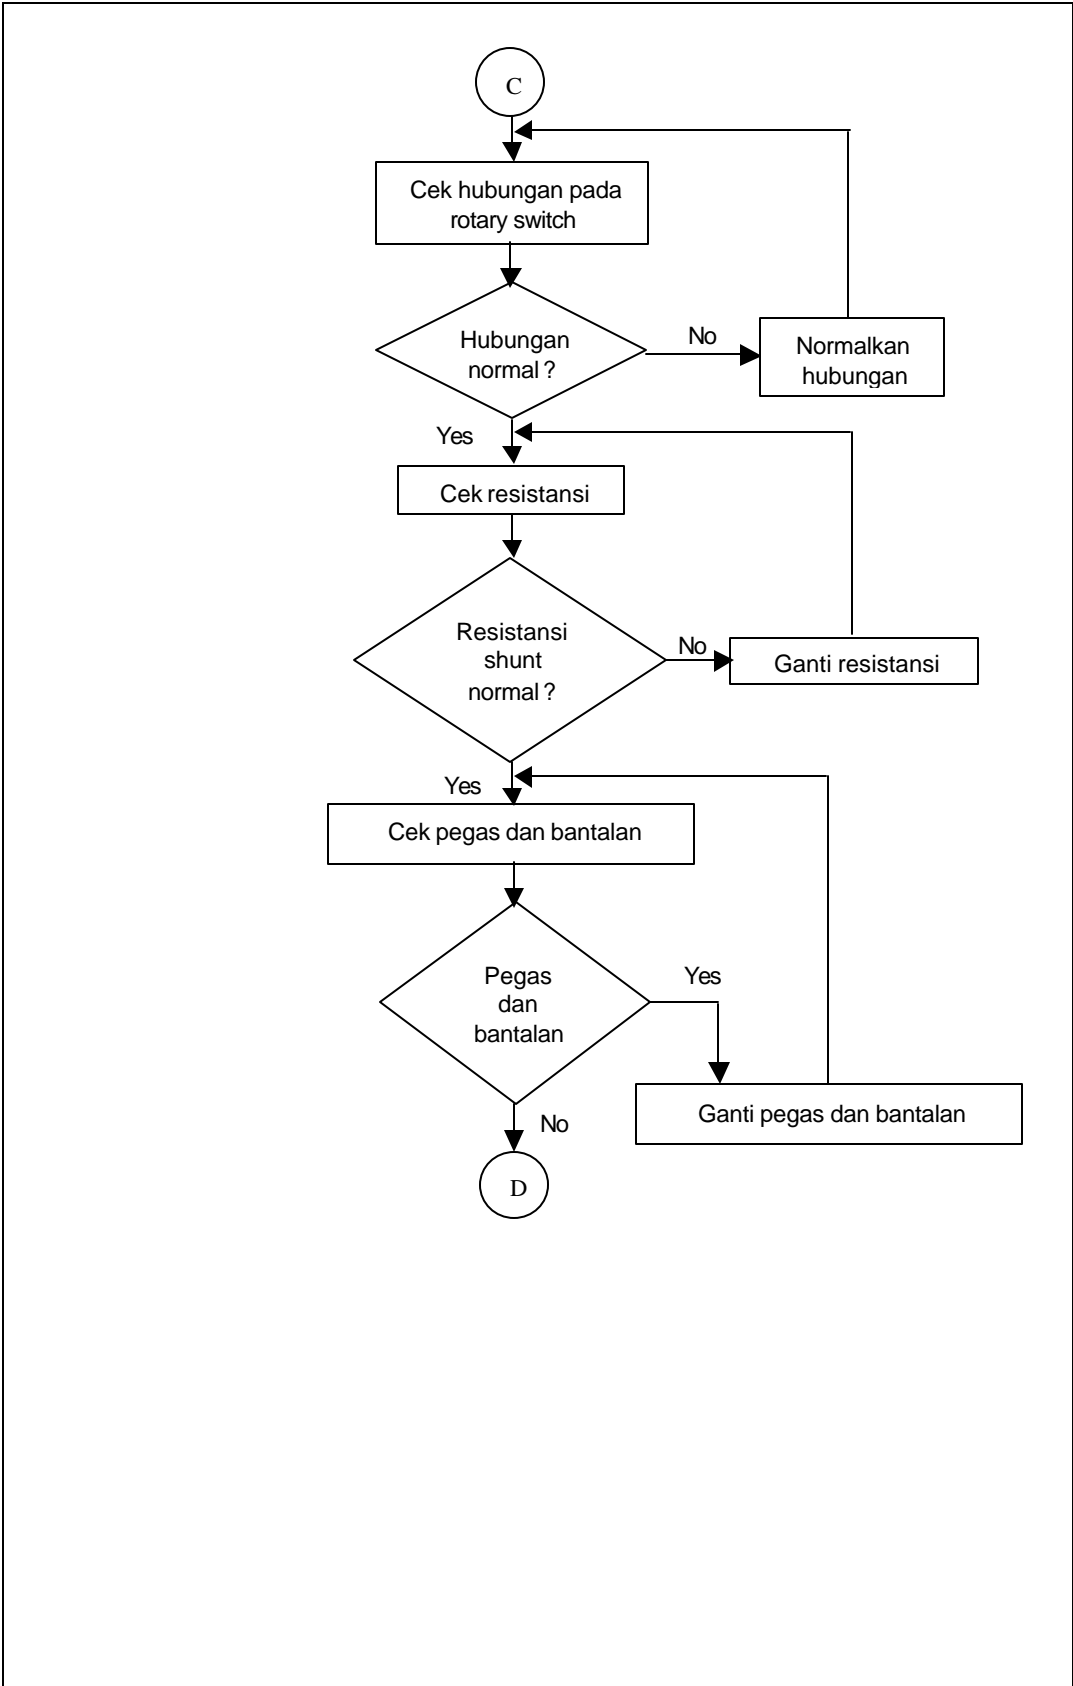 C
Cek hubungan pada
rotary switch
Hubungan
normal ?
No
Normalkan
hubungan
Yes
Cek resistansi
Resistansi
shunt
normal ?
No
Ganti resistansi
Yes
Cek pegas dan bantalan
Pegas
dan
bantalan
Yes
Ganti pegas dan bantalan
No
D